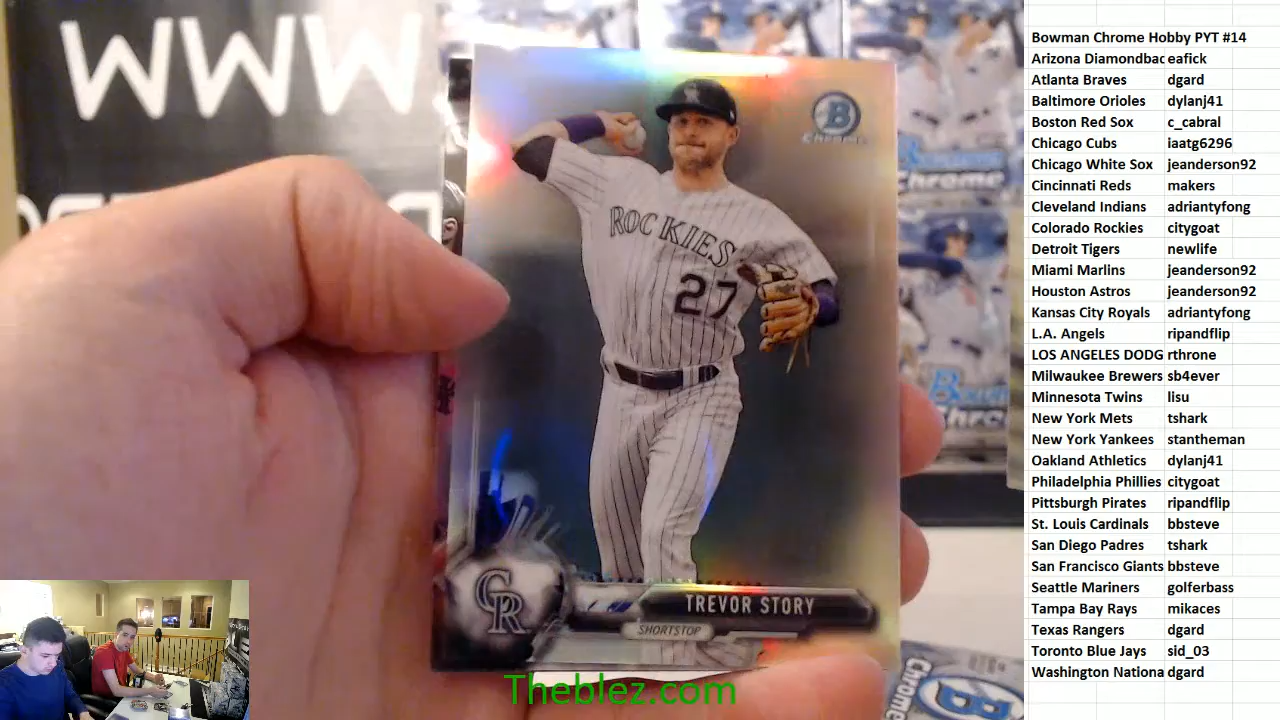 WWW.
B
Chrome
ROCKIES
27
CR
TREVOR STORY
SHORTSTOP
Theblez.com
Bowman Chrome Hobby PYT #14
Arizona Diamondbac eafick
Atlanta Braves dgard
Baltimore Orioles dylanj41
Boston Red Sox c_cabral
Chicago Cubs iaatg6296
Chicago White Sox jeanderson92
Cincinnati Reds makers
Cleveland Indians adriantyfong
Colorado Rockies citygoat
Detroit Tigers newlife
Miami Marlins jeanderson92
Houston Astros jeanderson92
Kansas City Royals adriantyfong
L.A. Angels ripandflip
LOS ANGELES DODG rthrone
Milwaukee Brewers sb4ever
Minnesota Twins lisu
New York Mets tshark
New York Yankees stantheman
Oakland Athletics dylanj41
Philadelphia Phillies citygoat
Pittsburgh Pirates ripandflip
St. Louis Cardinals bbsteve
San Diego Padres tshark
San Francisco Giants bbsteve
Seattle Mariners golferbass
Tampa Bay Rays mikaces
Texas Rangers dgard
Toronto Blue Jays sid_03
Washington Nationa dgard